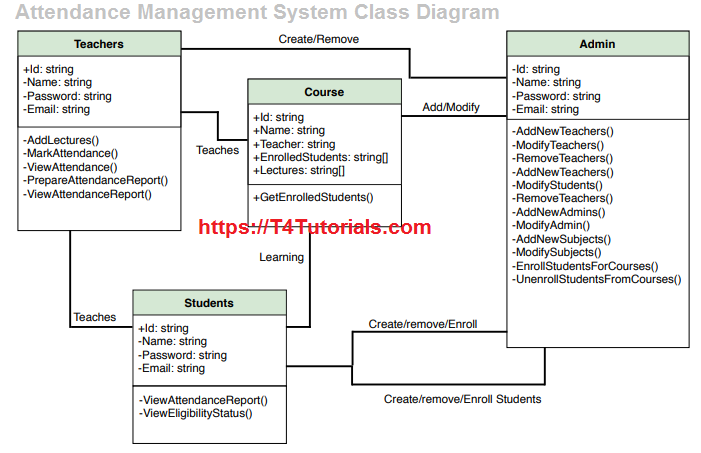 Attendance Management System Class Diagram
Teachers
+Id: string
-Name: string
-Password: string
-Email: string
-AddLectures()
-MarkAttendance()
-ViewAttendance()
-PrepareAttendanceReport()
-ViewAttendanceReport()
Create/Remove
Course
+Id: string
+Name: string
+Teacher: string
+EnrolledStudents: string[]
+Lectures: string[]
+GetEnrolledStudents()
Teaches
Add/Modify
Admin
-Id: string
-Name: string
-Password: string
-Email: string
-AddNewTeachers()
-ModifyTeachers()
-RemoveTeachers()
-AddNewTeachers()
-ModifyStudents()
-RemoveTeachers()
-AddNewAdmins()
-ModifyAdmin()
-AddNewSubjects()
-ModifySubjects()
-EnrollStudentsForCourses()
-UnenrollStudentsFromCourses()
https://T4Tutorials.com
Learning
Teaches
Students
+Id: string
-Name: string
-Password: string
-Email: string
-ViewAttendanceReport()
-ViewEligibilityStatus()
Create/remove/Enroll
Create/remove/Enroll Students